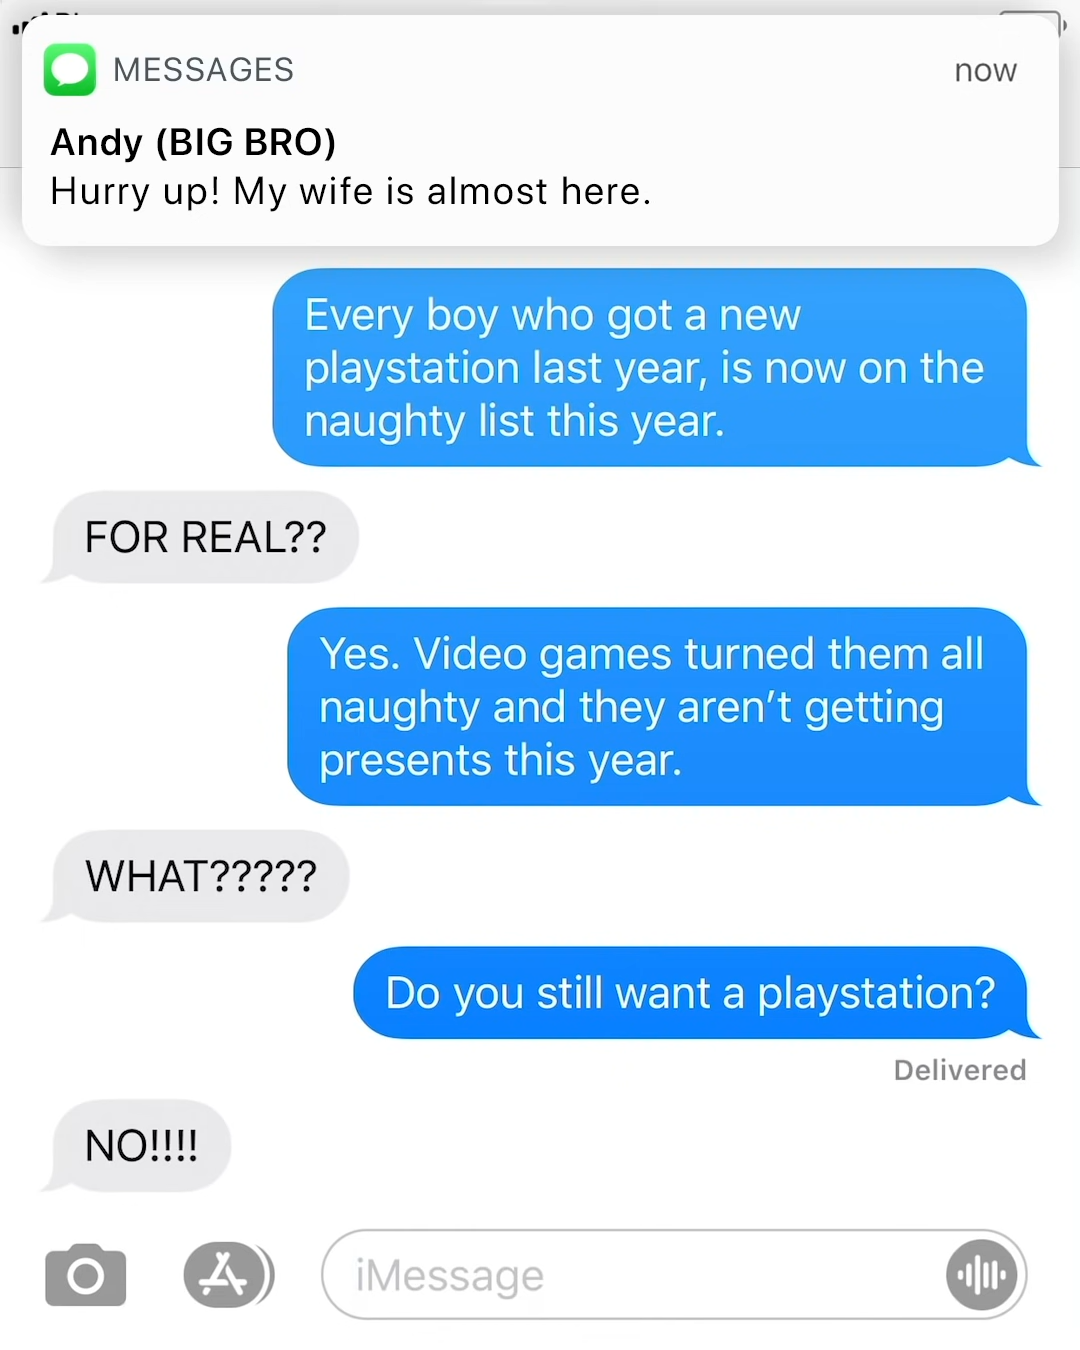 MESSAGES
now
Andy (BIG BRO)
Hurry up! My wife is almost here.
Every boy who got a new
playstation last year, is now on the
naughty list this year.
FOR REAL??
Yes. Video games turned them all
naughty and they aren’t getting
presents this year.
WHAT?????
Do you still want a playstation?
Delivered
NO!!!!
iMessage